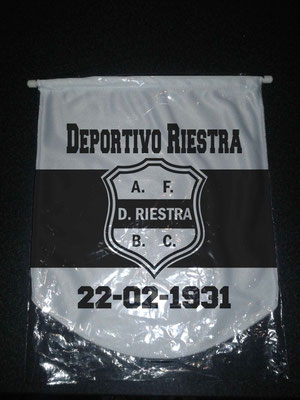 DEPORTIVO RIESTRA
A. F.
D. RIESTRA
B. C.
22-02-1931